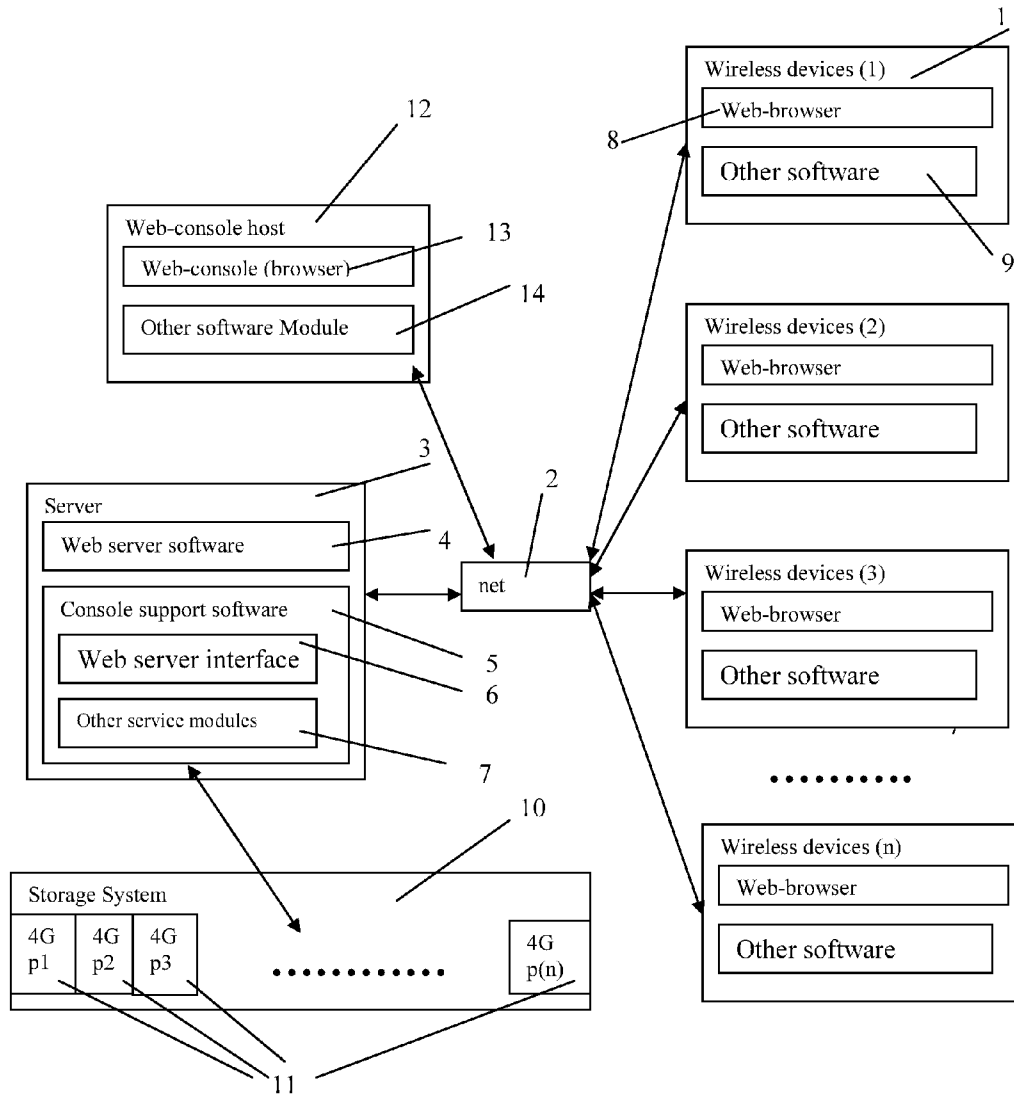 1
Wireless devices (1)
Web-browser
8
Other software
9
12
Web-console host
Web-console (browser)
13
Other software Module
14
Wireless devices (2)
Web-browser
Other software
3
Server
Web server software
4
Console support software
5
Web server interface
6
Other service modules
7
2
net
Wireless devices (3)
Web-browser
Other software
Wireless devices (n)
Web-browser
Other software
10
Storage System
4G p1
4G p2
4G p3
4G p(n)
11